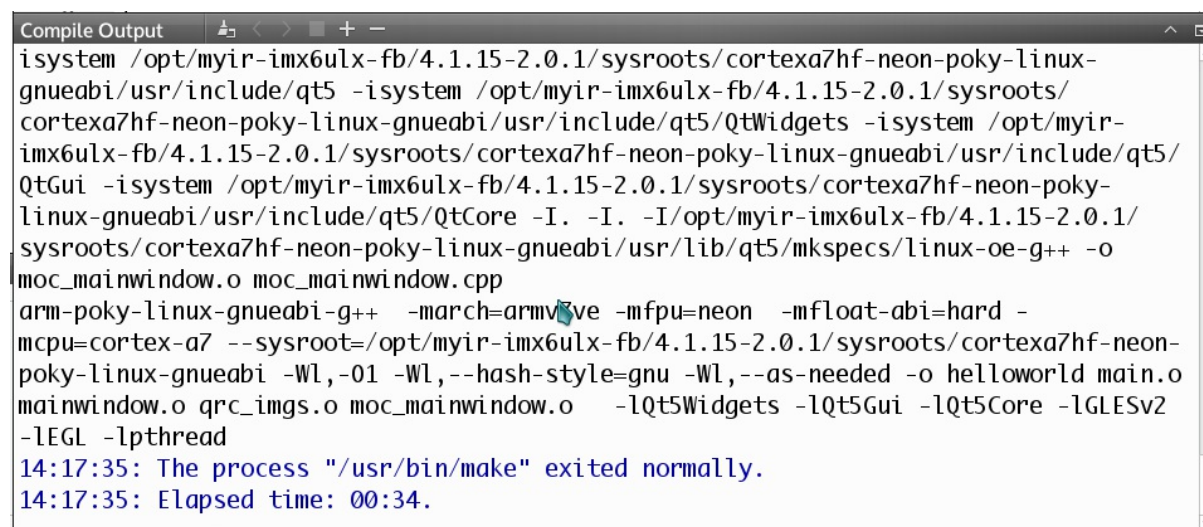 Compile Output
isystem /opt/myir-imx6ulx-fb/4.1.15-2.0.1/sysroots/cortexa7hf-neon-poky-linux-
gnueabi/usr/include/qt5 -isystem /opt/myir-imx6ulx-fb/4.1.15-2.0.1/sysroots/
cortexa7hf-neon-poky-linux-gnueabi/usr/include/qt5/QtWidgets -isystem /opt/myir-
imx6ulx-fb/4.1.15-2.0.1/sysroots/cortexa7hf-neon-poky-linux-gnueabi/usr/include/qt5/
QtGui -isystem /opt/myir-imx6ulx-fb/4.1.15-2.0.1/sysroots/cortexa7hf-neon-poky-
linux-gnueabi/usr/include/qt5/QtCore -I. -I. -I/opt/myir-imx6ulx-fb/4.1.15-2.0.1/
sysroots/cortexa7hf-neon-poky-linux-gnueabi/usr/lib/qt5/mkspecs/linux-oe-g++ -o
moc_mainwindow.o moc_mainwindow.cpp
arm-poky-linux-gnueabi-g++  -march=armv7ve -mfpu=neon  -mfloat-abi=hard -
mcpu=cortex-a7 --sysroot=/opt/myir-imx6ulx-fb/4.1.15-2.0.1/sysroots/cortexa7hf-neon-
poky-linux-gnueabi -Wl,-O1 -Wl,--hash-style=gnu -Wl,--as-needed -o helloworld main.o
mainwindow.o qrc_imgs.o moc_mainwindow.o   -lQt5Widgets -lQt5Gui -lQt5Core -lGLESv2
-lEGL -lpthread
14:17:35: The process "/usr/bin/make" exited normally.
14:17:35: Elapsed time: 00:34.